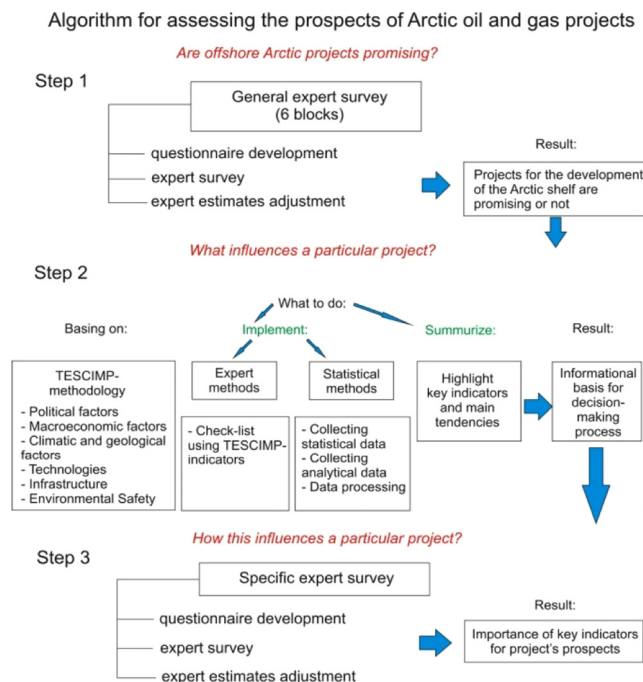 Algorithm for assessing the prospects of Arctic oil and gas projects
Are offshore Arctic projects promising?
Step 1
General expert survey
(6 blocks)
questionnaire development
expert survey
expert estimates adjustment
Result:
Projects for the development
of the Arctic shelf are
promising or not
What influences a particular project?
Step 2
What to do:
Basing on:
Implement:
Summarize:
Result:
TESCIMP-
methodology
- Political factors
- Macroeconomic factors
- Climatic and geological
factors
- Technologies
- Infrastructure
- Environmental Safety
Expert
methods
- Check-list
using TESCIMP-
indicators
Statistical
methods
- Collecting
statistical data
- Collecting
analytical data
- Data processing
Highlight
key indicators
and main
tendencies
Informational
basis for
decision-
making
process
How this influences a particular project?
Step 3
Specific expert survey
questionnaire development
expert survey
expert estimates adjustment
Result:
Importance of key indicators
for project's prospects